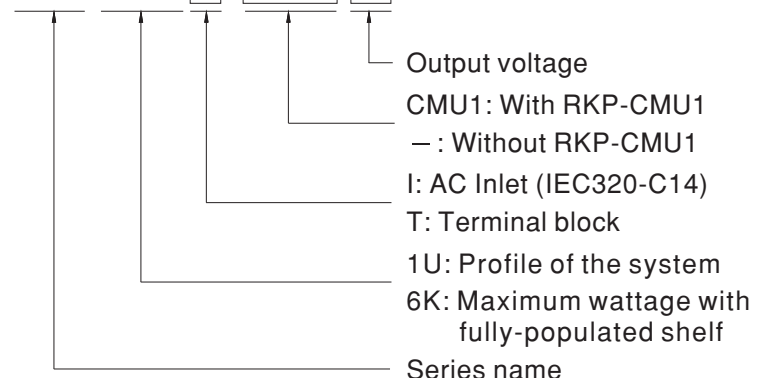 Output voltage
CMU1: With RKP-CMU1
– : Without RKP-CMU1
I: AC Inlet (IEC320-C14)
T: Terminal block
1U: Profile of the system
6K: Maximum wattage with
fully-populated shelf
Series name